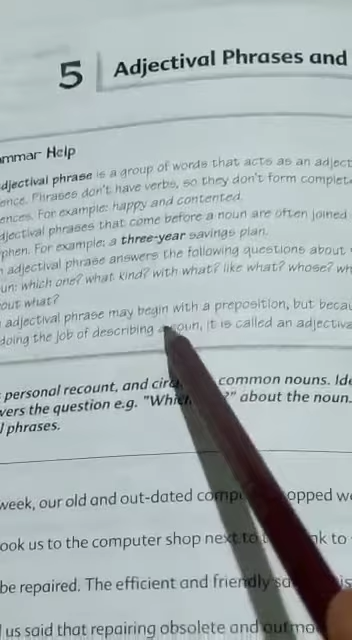 5 Adjectival Phrases and
mmar Help
djectival phrase is a group of words that acts as an adject
ence. Phrases don't have verbs, so they don't form complet
ences. For example: happy and contented.
djectival phrases that come before a noun are often joined
phen. For example: a three-year savings plan.
adjectival phrase answers the following questions about
un: which one? what kind? with what? like what? whose? wh
out what?
adjectival phrase may begin with a preposition, but becau
doing the job of describing a noun, it is called an adjectiva
personal recount, and circ common nouns. Ide
vers the question e.g. "Which ?" about the noun.
l phrases.
week, our old and out-dated comp opped w
ook us to the computer shop next to nk to
be repaired. The efficient and friendly sa is
us said that repairing obsolete and outmo